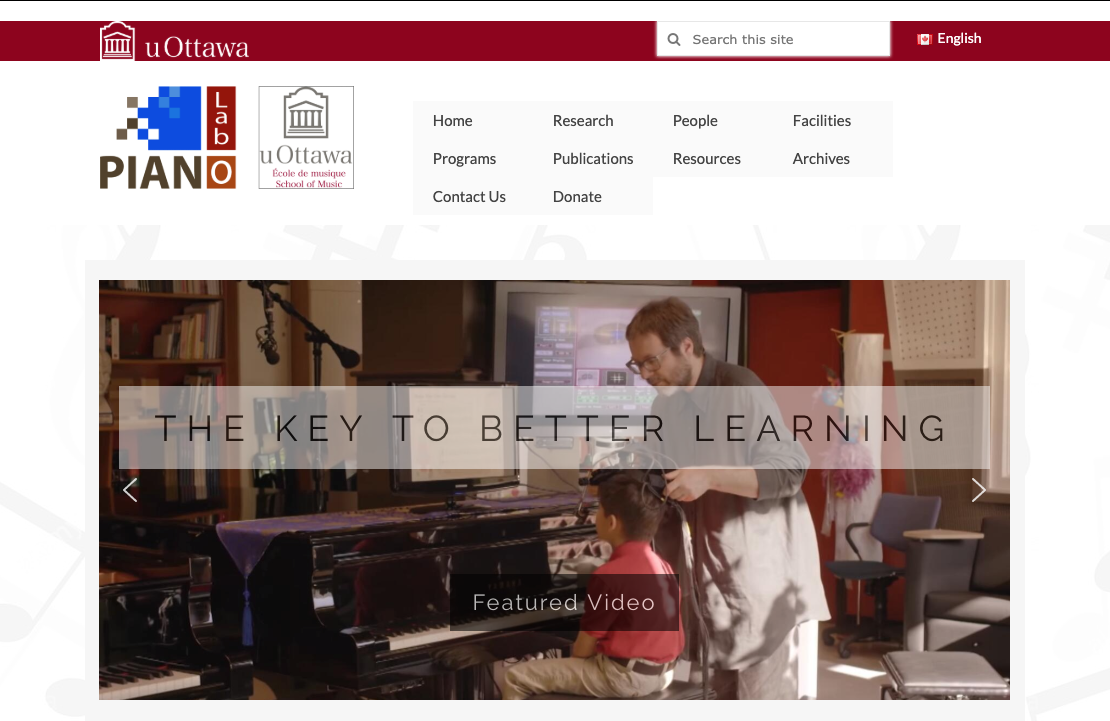 uOttawa
Search this site
English
Lab
PIANO
uOttawa
École de musique
School of Music
Home Research People Facilities
Programs Publications Resources Archives
Contact Us Donate
THE KEY TO BETTER LEARNING
Featured Video